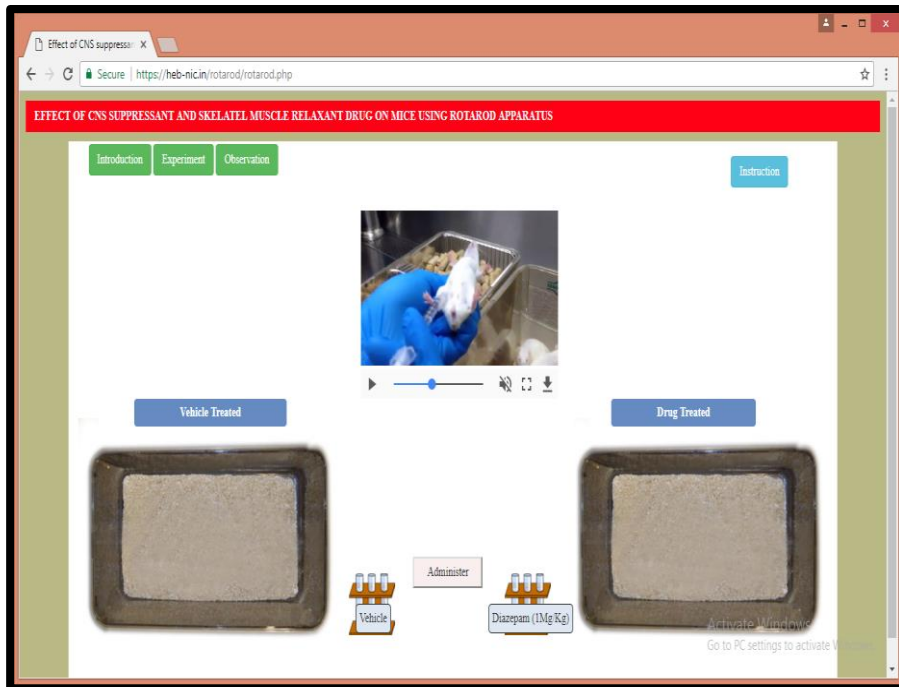 Effect of CNS suppressan
Secure | https://heb-nic.in/rotarod/rotarod.php
EFFECT OF CNS SUPPRESSANT AND SKELATEL MUSCLE RELAXANT DRUG ON MICE USING ROTAROD APPARATUS
Introduction Experiment Observation
Instruction
Vehicle Treated Drug Treated
Administer
Vehicle Diazepam (1Mg/Kg)
Activate Windows
Go to PC settings to activate Windows.